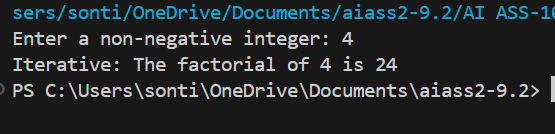 sers/sonti/OneDrive/Documents/aiass2-9.2/AI ASS-10
Enter a non-negative integer: 4
Iterative: The factorial of 4 is 24
PS C:\Users\sonti\OneDrive\Documents\aiass2-9.2>